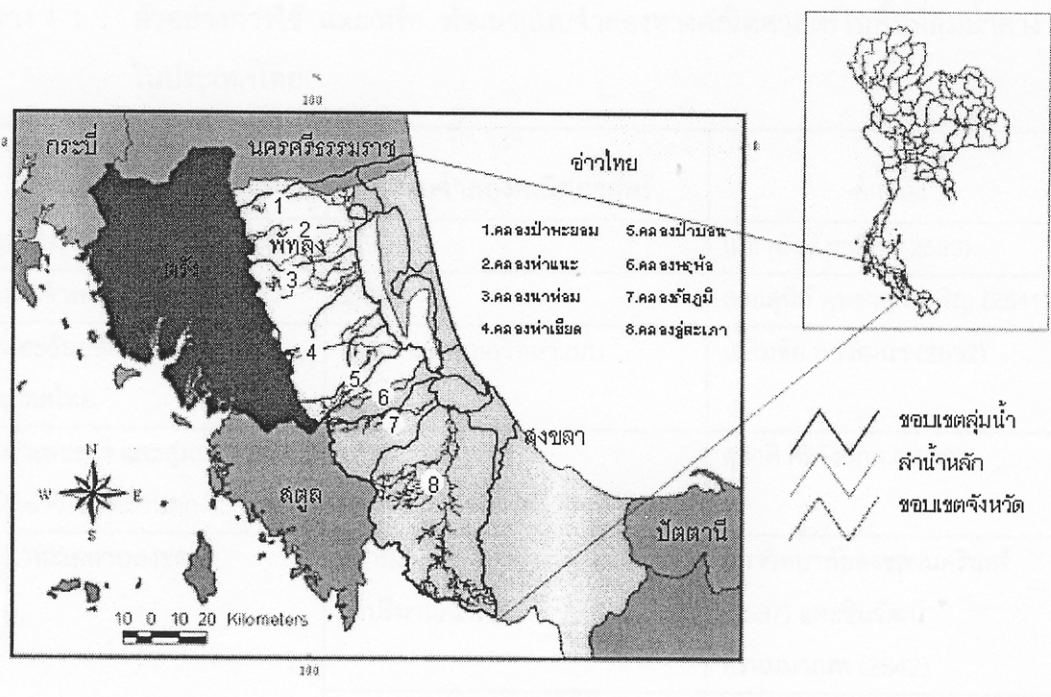 100
กระบี่
นครศรีธรรมราช
อ่าวไทย
1
2
พัทลุง
3
ตรัง
4
5
6
7
8
1.คลองป่าพะยอม
2.คลองท่าแนะ
3.คลองนาท่อม
4.คลองท่าเชียด
5.คลองป่าบอน
6.คลองพรุพ้อ
7.คลองรัตภูมิ
8.คลองอู่ตะเภา
สงขลา
สตูล
ปัตตานี
N
W E
S
10 0 10 20 Kilometers
100
ขอบเขตลุ่มน้ำ
ลำน้ำหลัก
ขอบเขตจังหวัด